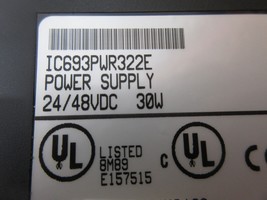 IC693PWR322E
POWER SUPPLY
24/48VDC 30W
UL LISTED
8M89
E157515
C UL